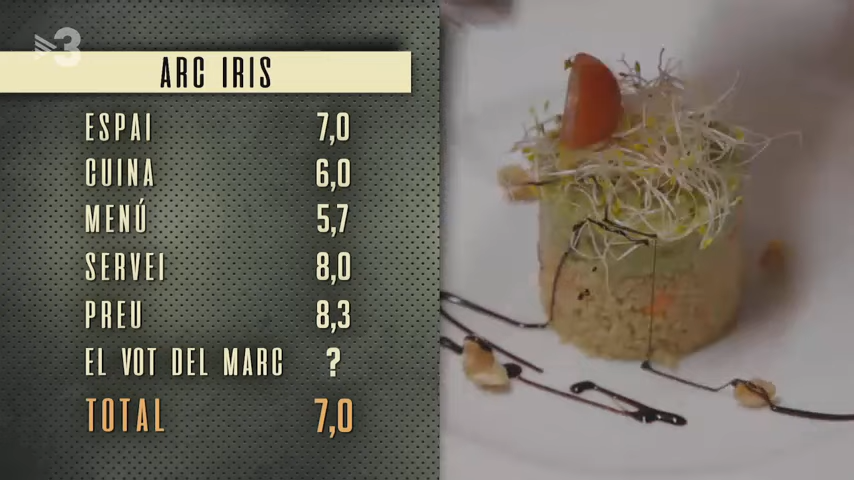 3
ARC IRIS
ESPAI 7,0
CUINA 6,0
MENÚ 5,7
SERVEI 8,0
PREU 8,3
EL VOT DEL MARC ?
TOTAL 7,0